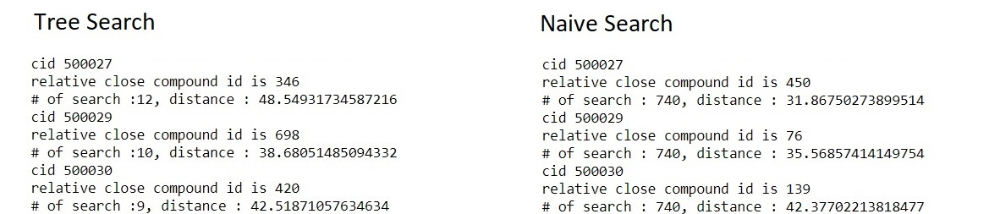 Tree Search
cid 500027
relative close compound id is 346
# of search :12, distance : 48.54931734587216
cid 500029
relative close compound id is 698
# of search :10, distance : 38.68051485094332
cid 500030
relative close compound id is 420
# of search :9, distance : 42.51871057634634
Naive Search
cid 500027
relative close compound id is 450
# of search : 740, distance : 31.86750273899514
cid 500029
relative close compound id is 76
# of search : 740, distance : 35.56857414149754
cid 500030
relative close compound id is 139
# of search : 740, distance : 42.37702213818477